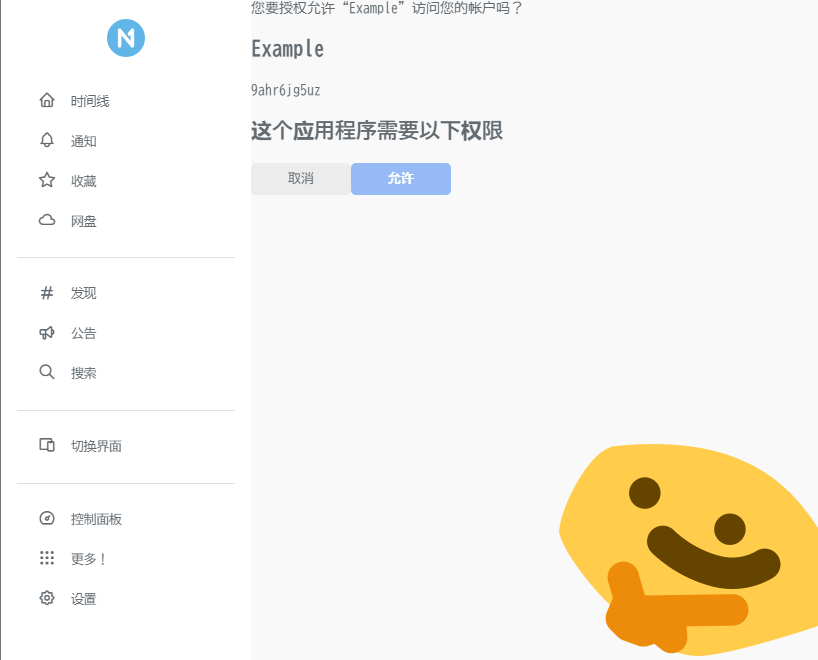 您要授权允许“Example”访问您的帐户吗？
Example
9ahr6jg5uz
这个应用程序需要以下权限
取消
允许
时间线
通知
收藏
网盘
发现
公告
搜索
切换界面
控制面板
更多！
设置